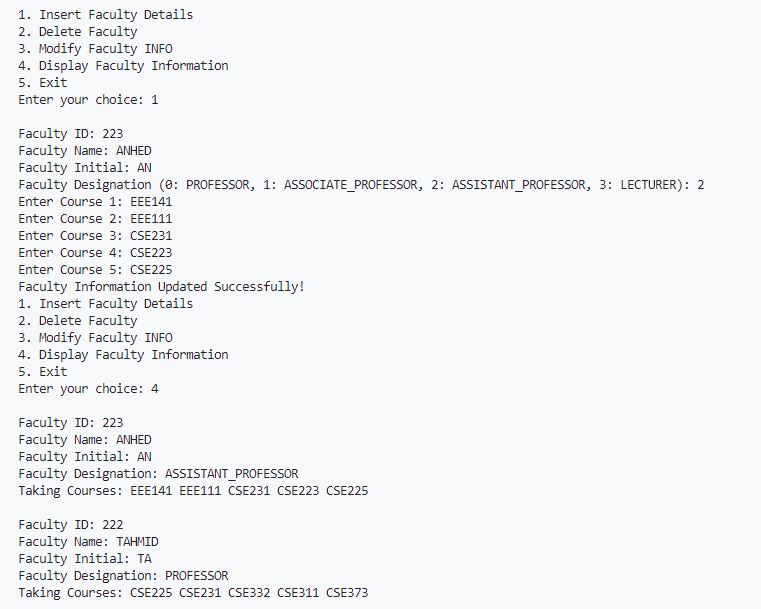 1. Insert Faculty Details
2. Delete Faculty
3. Modify Faculty INFO
4. Display Faculty Information
5. Exit
Enter your choice: 1
Faculty ID: 223
Faculty Name: ANHED
Faculty Initial: AN
Faculty Designation (0: PROFESSOR, 1: ASSOCIATE_PROFESSOR, 2: ASSISTANT_PROFESSOR, 3: LECTURER): 2
Enter Course 1: EEE141
Enter Course 2: EEE111
Enter Course 3: CSE231
Enter Course 4: CSE223
Enter Course 5: CSE225
Faculty Information Updated Successfully!
1. Insert Faculty Details
2. Delete Faculty
3. Modify Faculty INFO
4. Display Faculty Information
5. Exit
Enter your choice: 4
Faculty ID: 223
Faculty Name: ANHED
Faculty Initial: AN
Faculty Designation: ASSISTANT_PROFESSOR
Taking Courses: EEE141 EEE111 CSE231 CSE223 CSE225
Faculty ID: 222
Faculty Name: TAHMID
Faculty Initial: TA
Faculty Designation: PROFESSOR
Taking Courses: CSE225 CSE231 CSE332 CSE311 CSE373